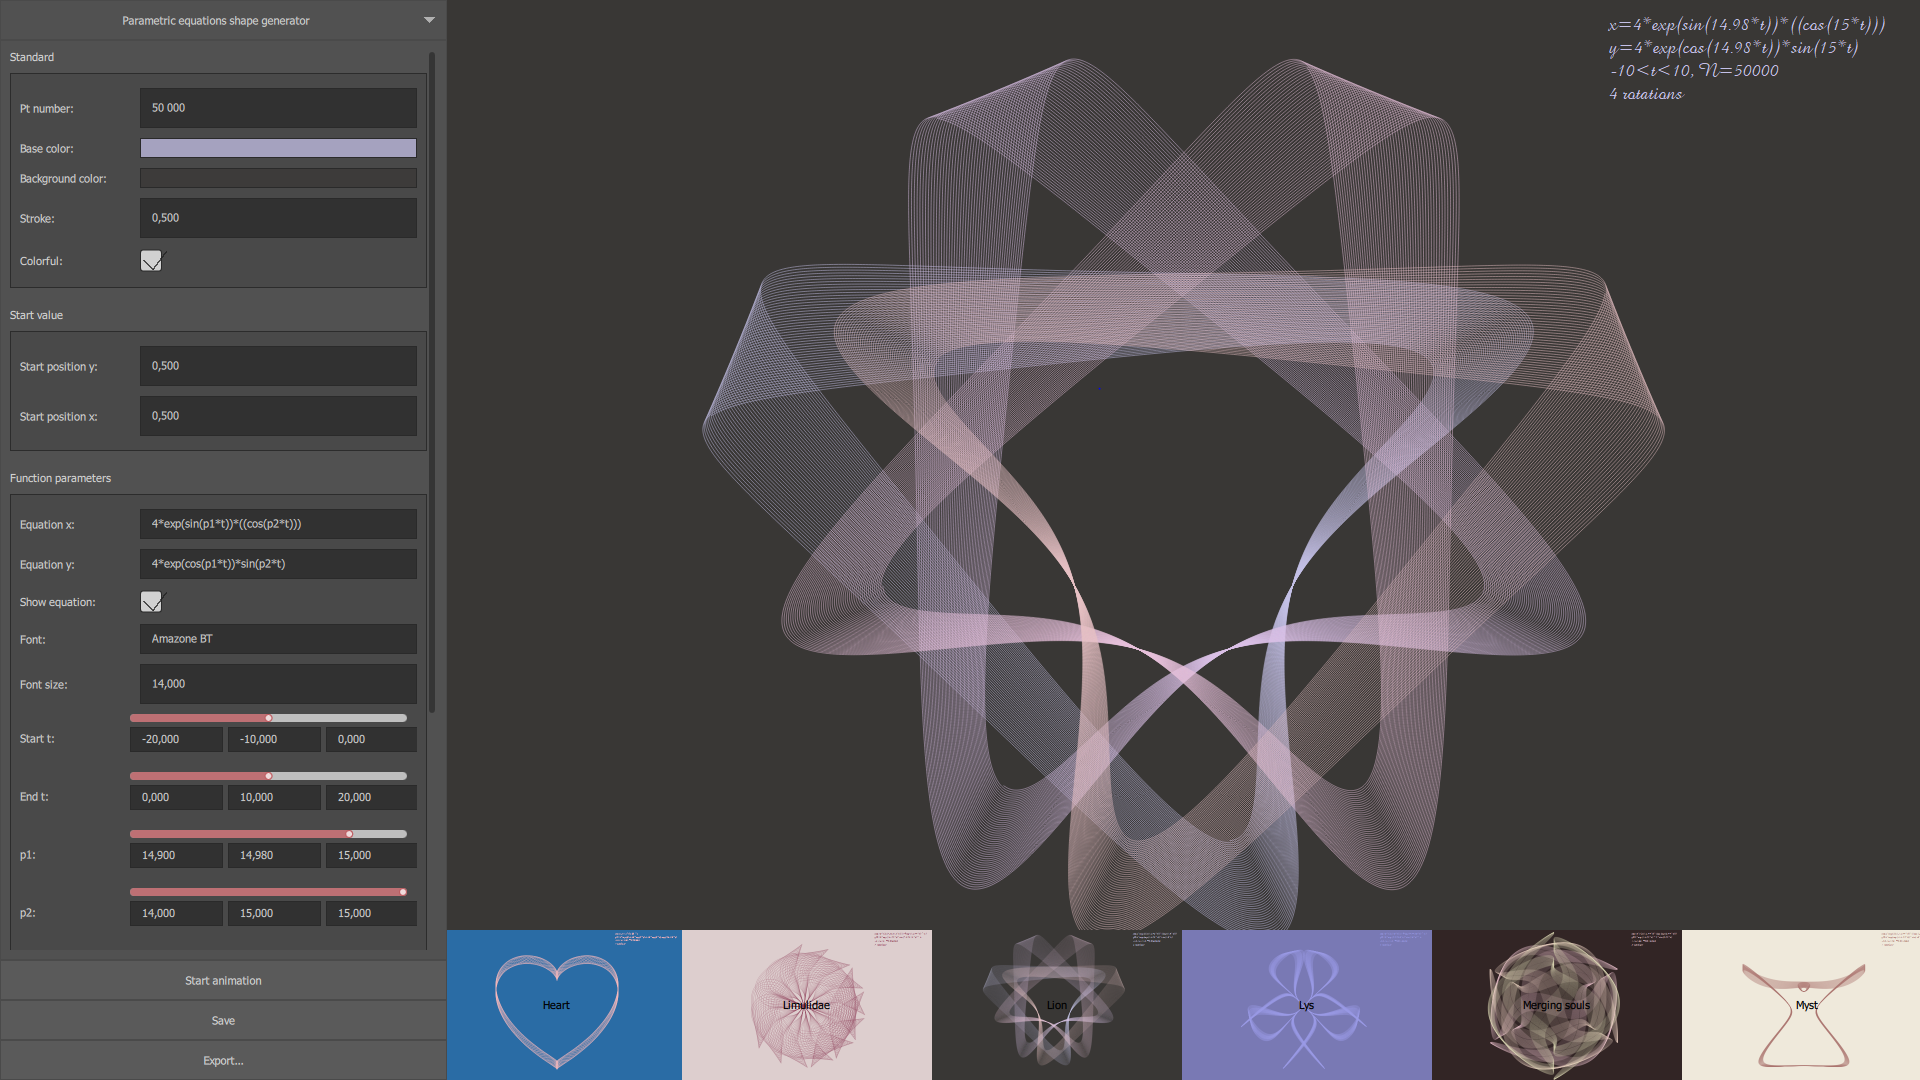 Parametric equations shape generator
Standard
Pt number: 50 000
Base color:
Background color:
Stroke: 0,500
Colorful:
Start value
Start position y: 0,500
Start position x: 0,500
Function parameters
Equation x: 4*exp(sin(p1*t))*((cos(p2*t)))
Equation y: 4*exp(cos(p1*t))*sin(p2*t)
Show equation:
Font: Amazone BT
Font size: 14,000
Start t: -20,000 -10,000 0,000
End t: 0,000 10,000 20,000
p1: 14,900 14,980 15,000
p2: 14,000 15,000 15,000
Start animation
Save
Export...
x=4*exp(sin(14.98*t))*((cos(15*t)))
y=4*exp(cos(14.98*t))*sin(15*t)
-10<t<10, N=50000
4 rotations
Heart
Limulidae
Lion
Lys
Merging souls
Myst